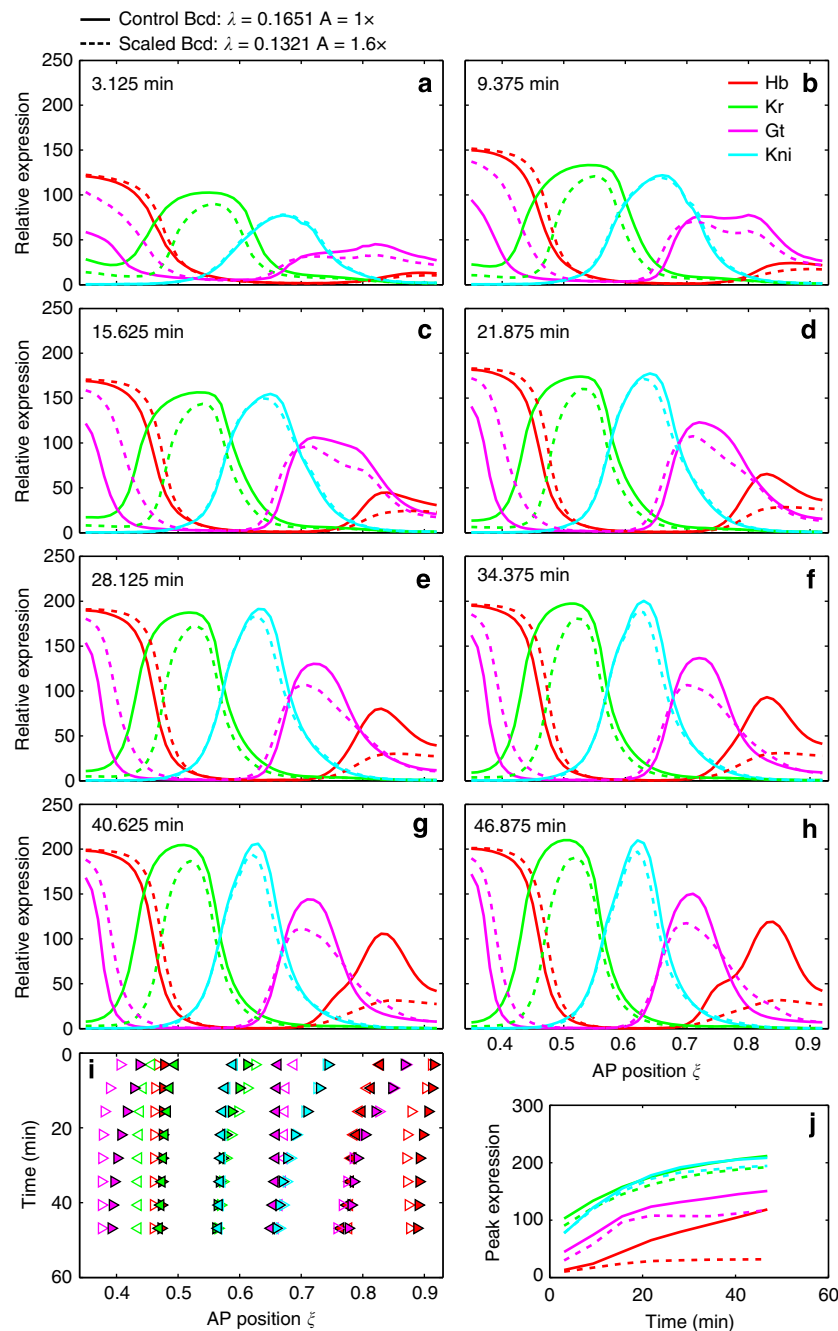 Control Bcd: λ = 0.1651 A = 1×
Scaled Bcd: λ = 0.1321 A = 1.6×
250
200
150
100
50
0
Relative expression
3.125 min
a
9.375 min
b
Hb
Kr
Gt
Kni
200
150
100
50
0
Relative expression
15.625 min
c
21.875 min
d
250
200
150
100
50
0
Relative expression
28.125 min
e
34.375 min
f
200
150
100
50
0
Relative expression
40.625 min
g
46.875 min
h
0.4 0.5 0.6 0.7 0.8 0.9
AP position ξ
0
20
40
60
Time (min)
i
0.4 0.5 0.6 0.7 0.8 0.9
AP position ξ
300
200
100
0
Peak expression
j
0 20 40 60
Time (min)